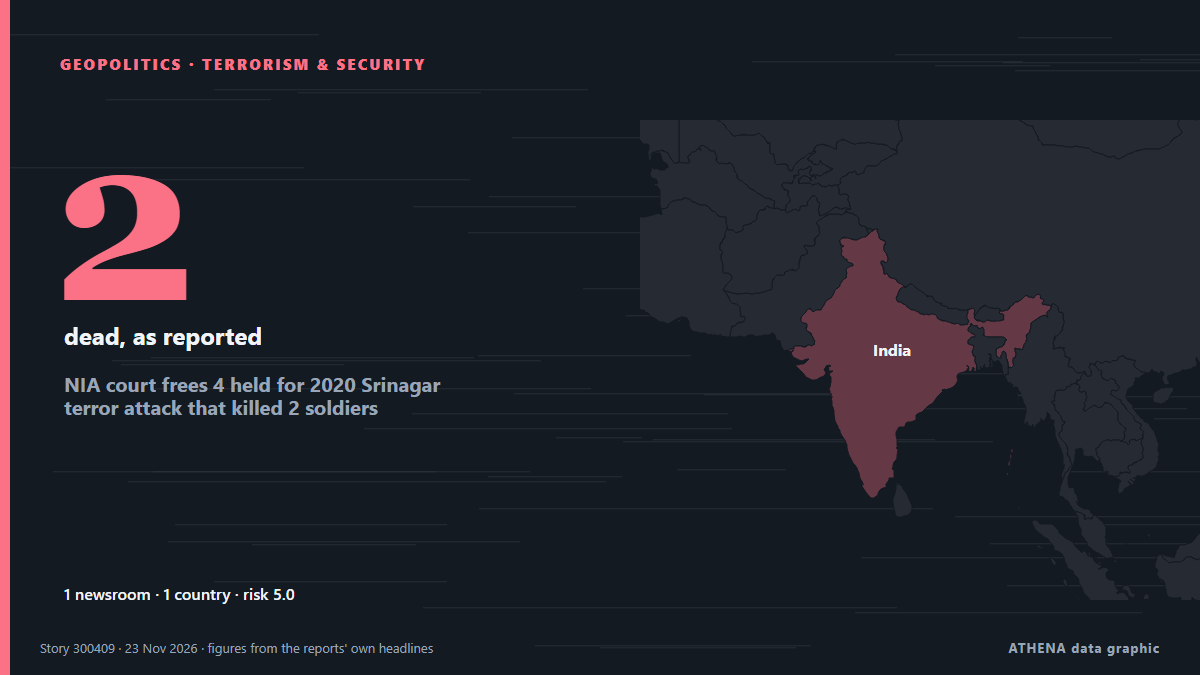 GEOPOLITICS · TERRORISM & SECURITY
2
dead, as reported
NIA court frees 4 held for 2020 Srinagar
terror attack that killed 2 soldiers
India
1 newsroom · 1 country · risk 5.0
Story 300409 · 23 Nov 2026 · figures from the reports' own headlines
ATHENA data graphic